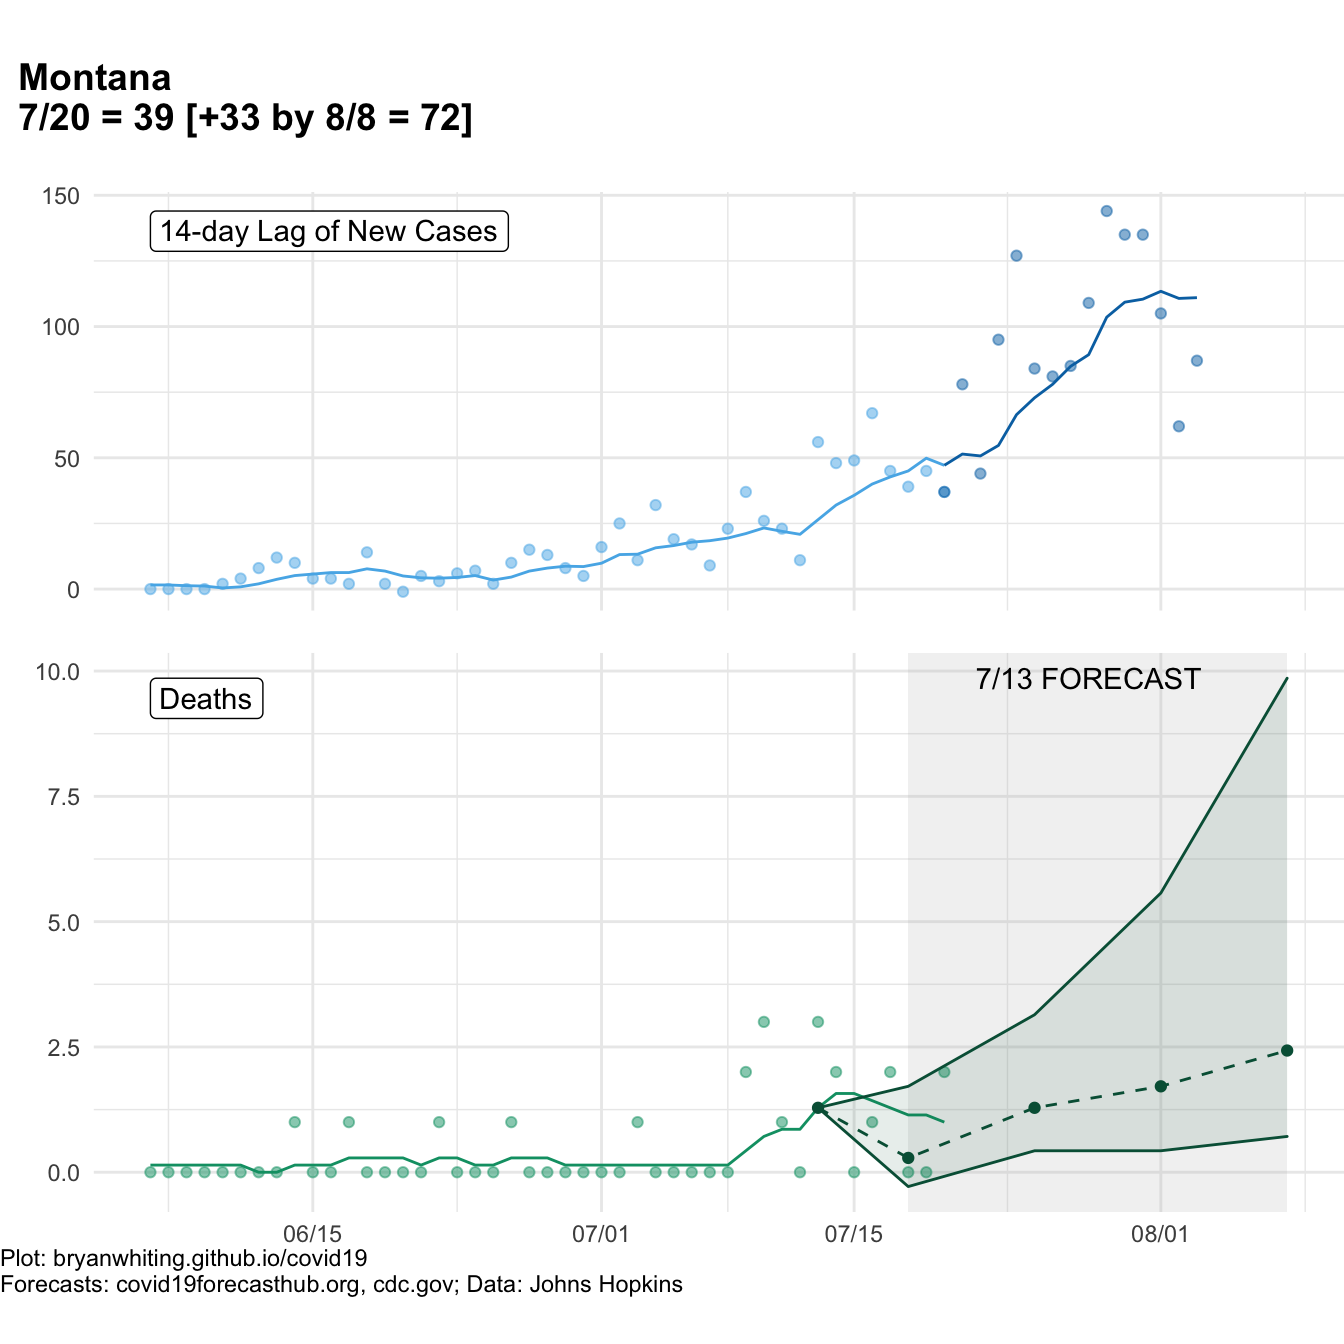 Montana
7/20 = 39 [+33 by 8/8 = 72]
150
14-day Lag of New Cases
100
50
0
10.0
7/13 FORECAST
Deaths
7.5
5.0
2.5
0.0
06/15 07/01 07/15 08/01
Plot: bryanwhiting.github.io/covid19
Forecasts: covid19forecasthub.org, cdc.gov; Data: Johns Hopkins